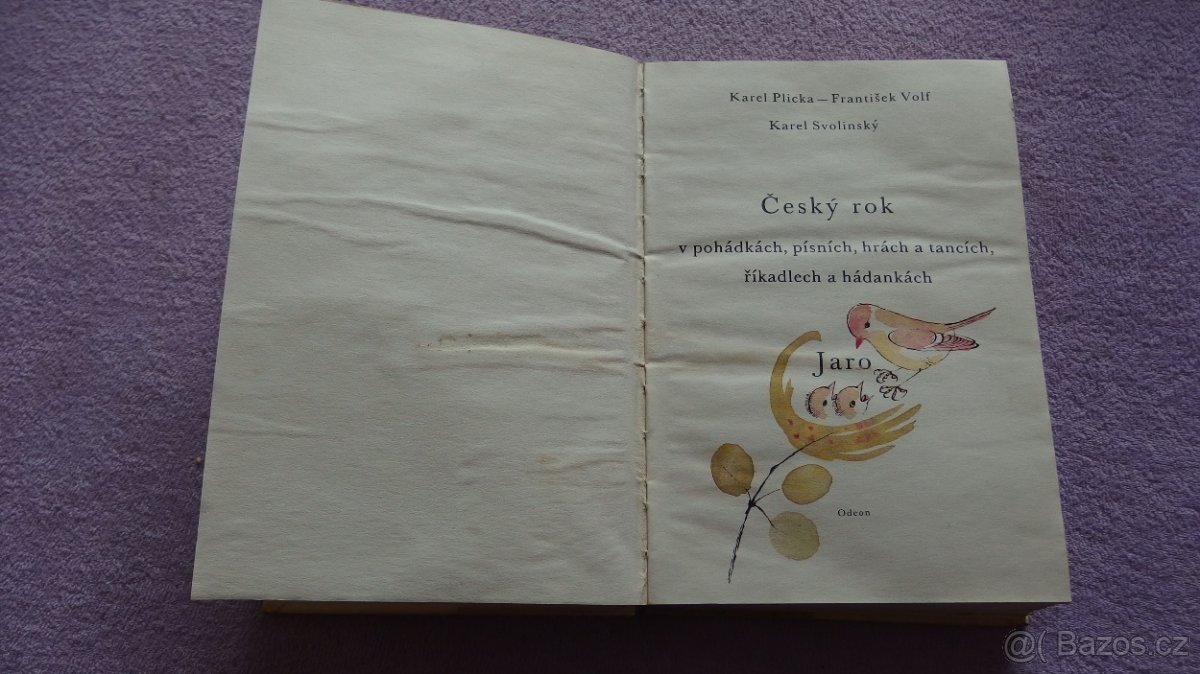 Karel Plicka – František Volf
Karel Svolinský
Český rok
v pohádkách, písních, hrách a tancích,
říkadlech a hádankách
Jaro
Odeon
@( Bazos.cz